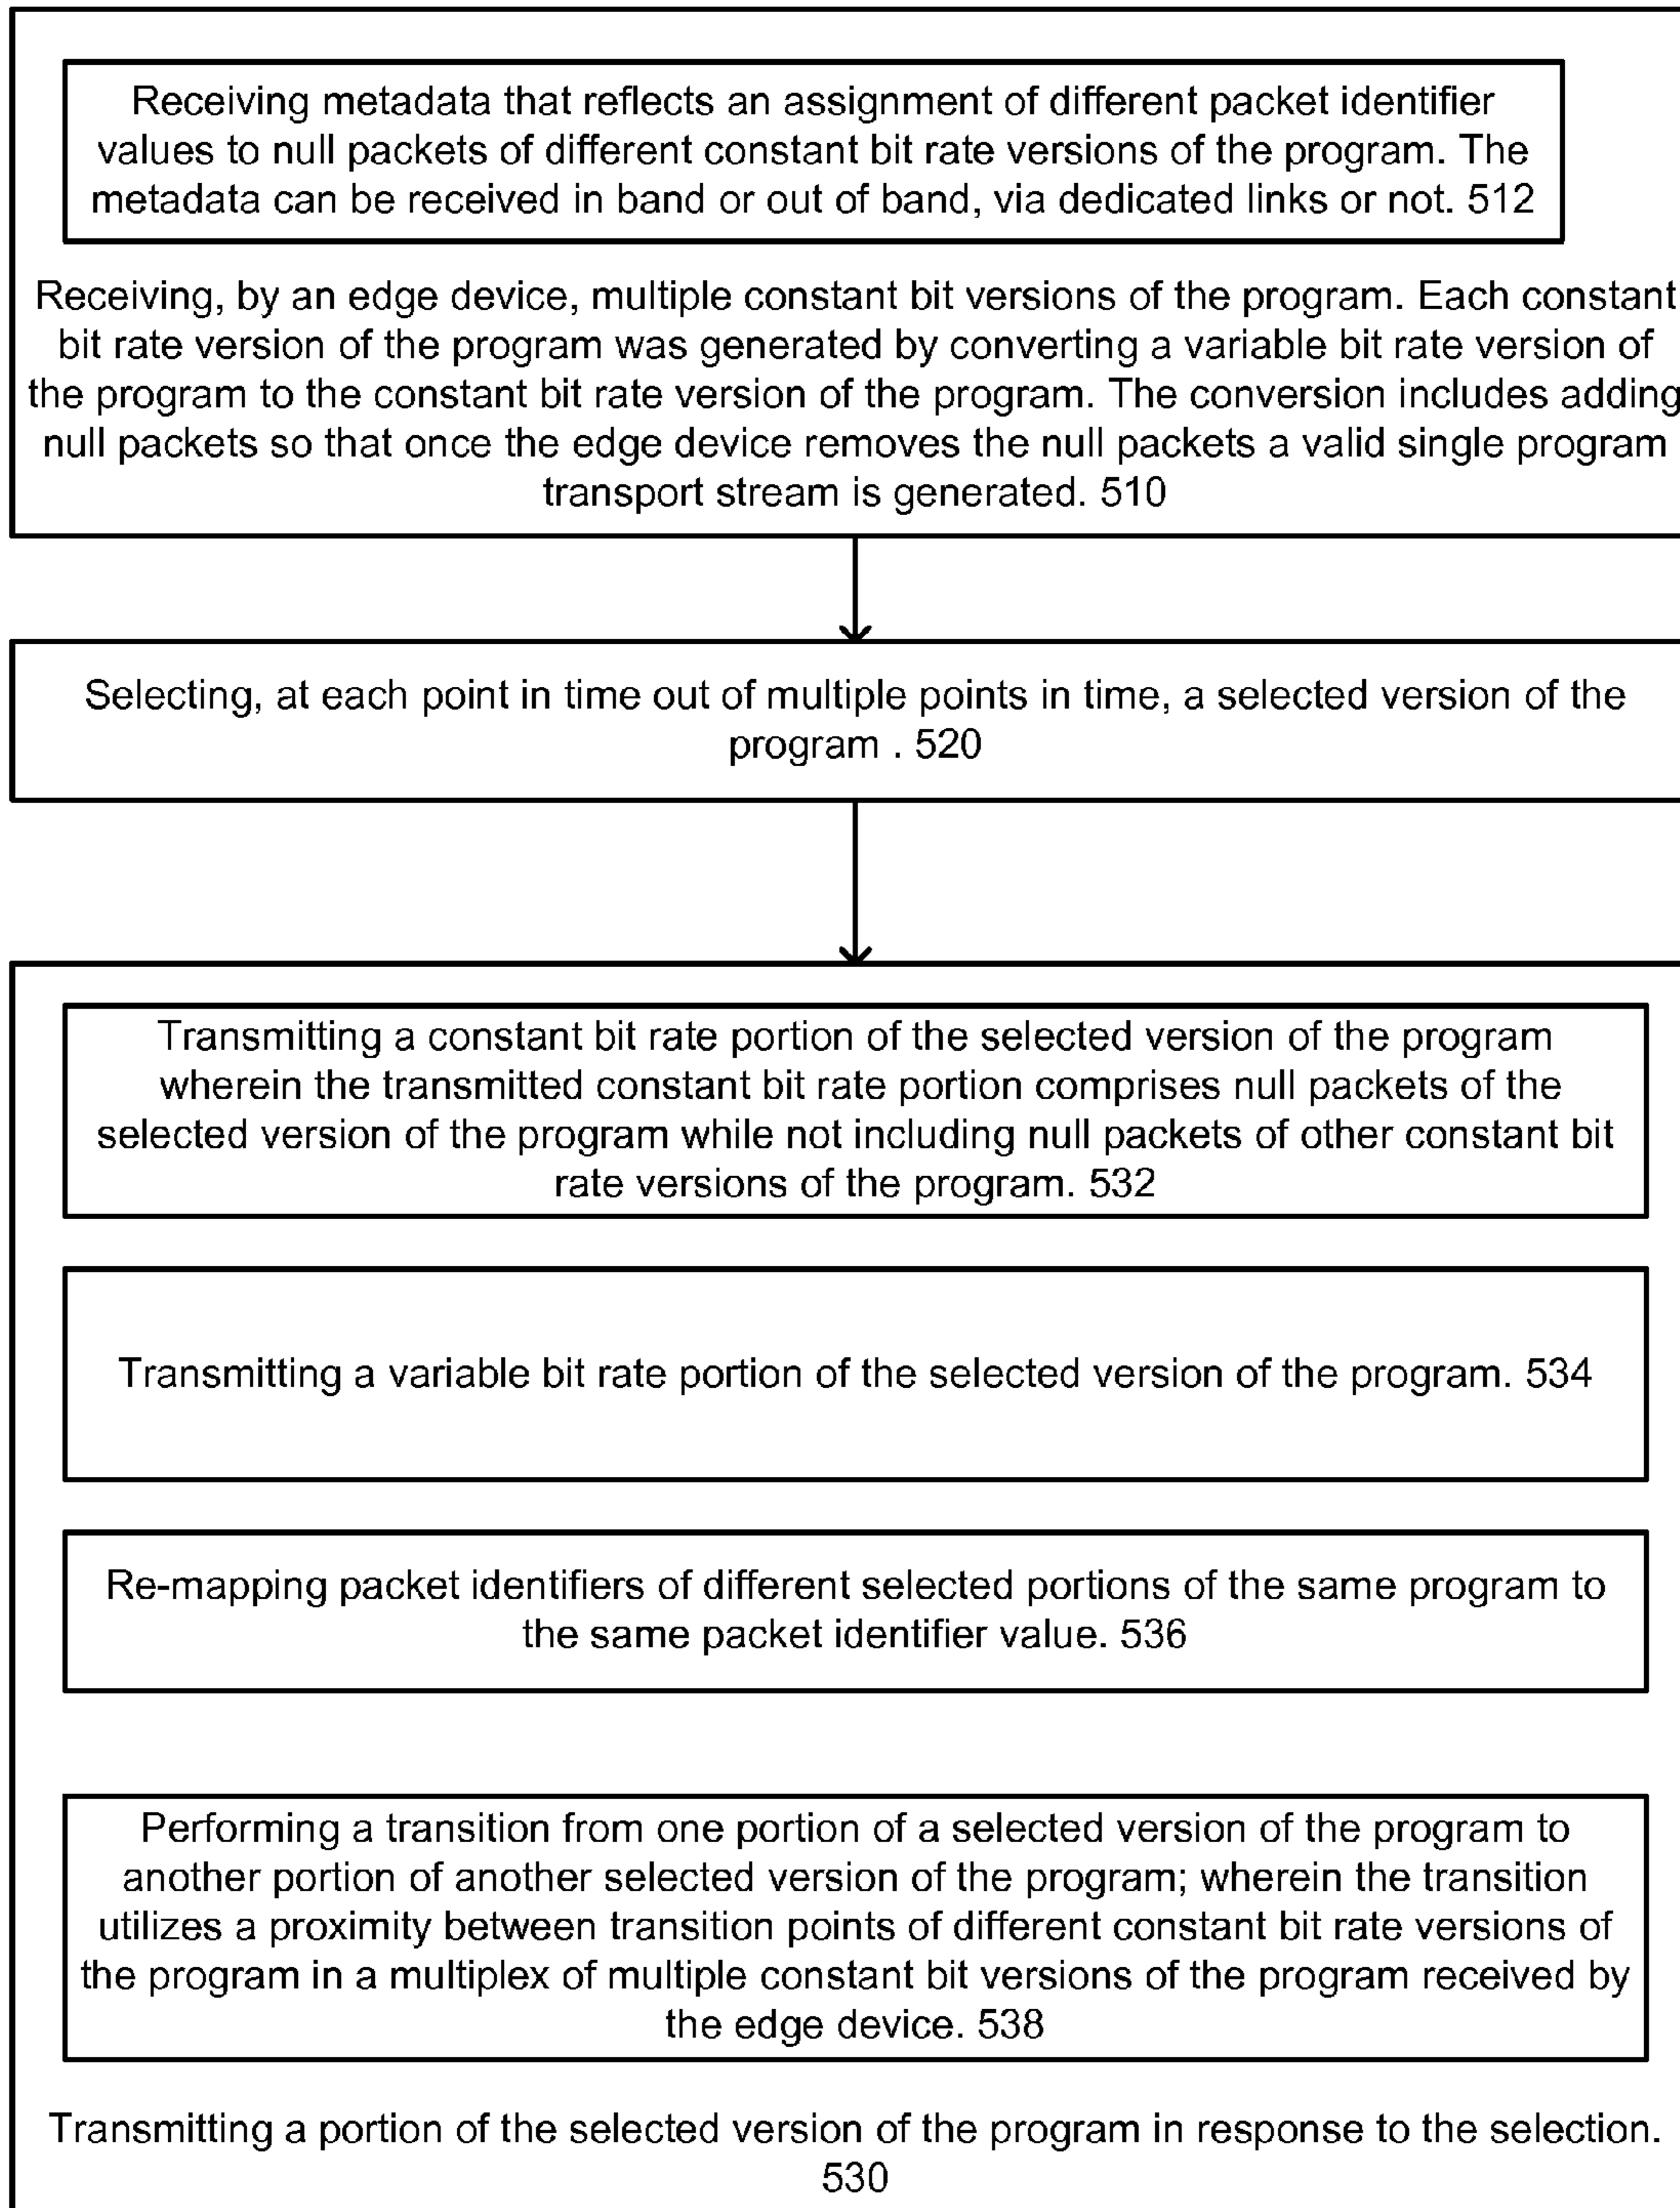 Receiving metadata that reflects an assignment of different packet identifier
values to null packets of different constant bit rate versions of the program. The
metadata can be received in band or out of band, via dedicated links or not. 512
Receiving, by an edge device, multiple constant bit versions of the program. Each constant
bit rate version of the program was generated by converting a variable bit rate version of
the program to the constant bit rate version of the program. The conversion includes adding
null packets so that once the edge device removes the null packets a valid single program
transport stream is generated. 510
Selecting, at each point in time out of multiple points in time, a selected version of the
program . 520
Transmitting a constant bit rate portion of the selected version of the program
wherein the transmitted constant bit rate portion comprises null packets of the
selected version of the program while not including null packets of other constant bit
rate versions of the program. 532
Transmitting a variable bit rate portion of the selected version of the program. 534
Re-mapping packet identifiers of different selected portions of the same program to
the same packet identifier value. 536
Performing a transition from one portion of a selected version of the program to
another portion of another selected version of the program; wherein the transition
utilizes a proximity between transition points of different constant bit rate versions of
the program in a multiplex of multiple constant bit versions of the program received by
the edge device. 538
Transmitting a portion of the selected version of the program in response to the selection.
530